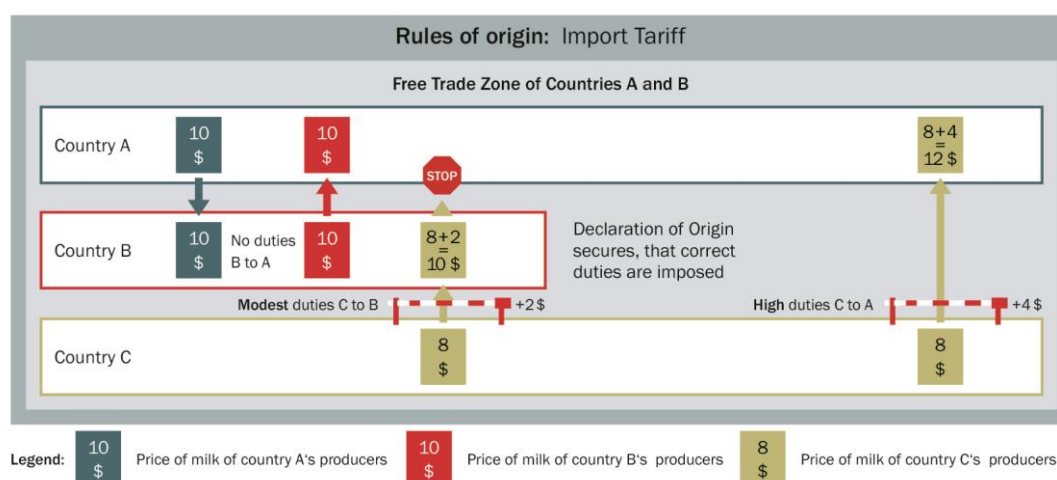 Rules of origin: Import Tariff
Free Trade Zone of Countries A and B
Country A
10
$
10
$
8+4
=
12 $
STOP
Country B
10
$
No duties
B to A
10
$
8+2
=
10 $
Declaration of Origin
secures, that correct
duties are imposed
Modest duties C to B
+2 $
High duties C to A
+4 $
Country C
8
$
8
$
Legend:
10
$
Price of milk of country A's producers
10
$
Price of milk of country B's producers
8
$
Price of milk of country C's producers